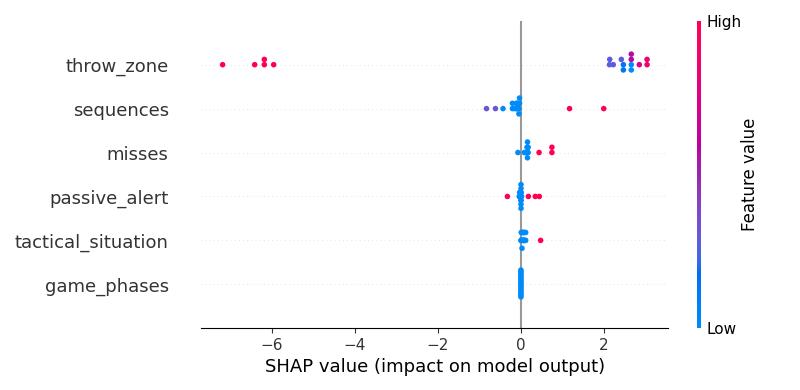 High
throw_zone
sequences
misses
passive_alert
tactical_situation
game_phases
Feature value
Low
−6 −4 −2 0 2
SHAP value (impact on model output)